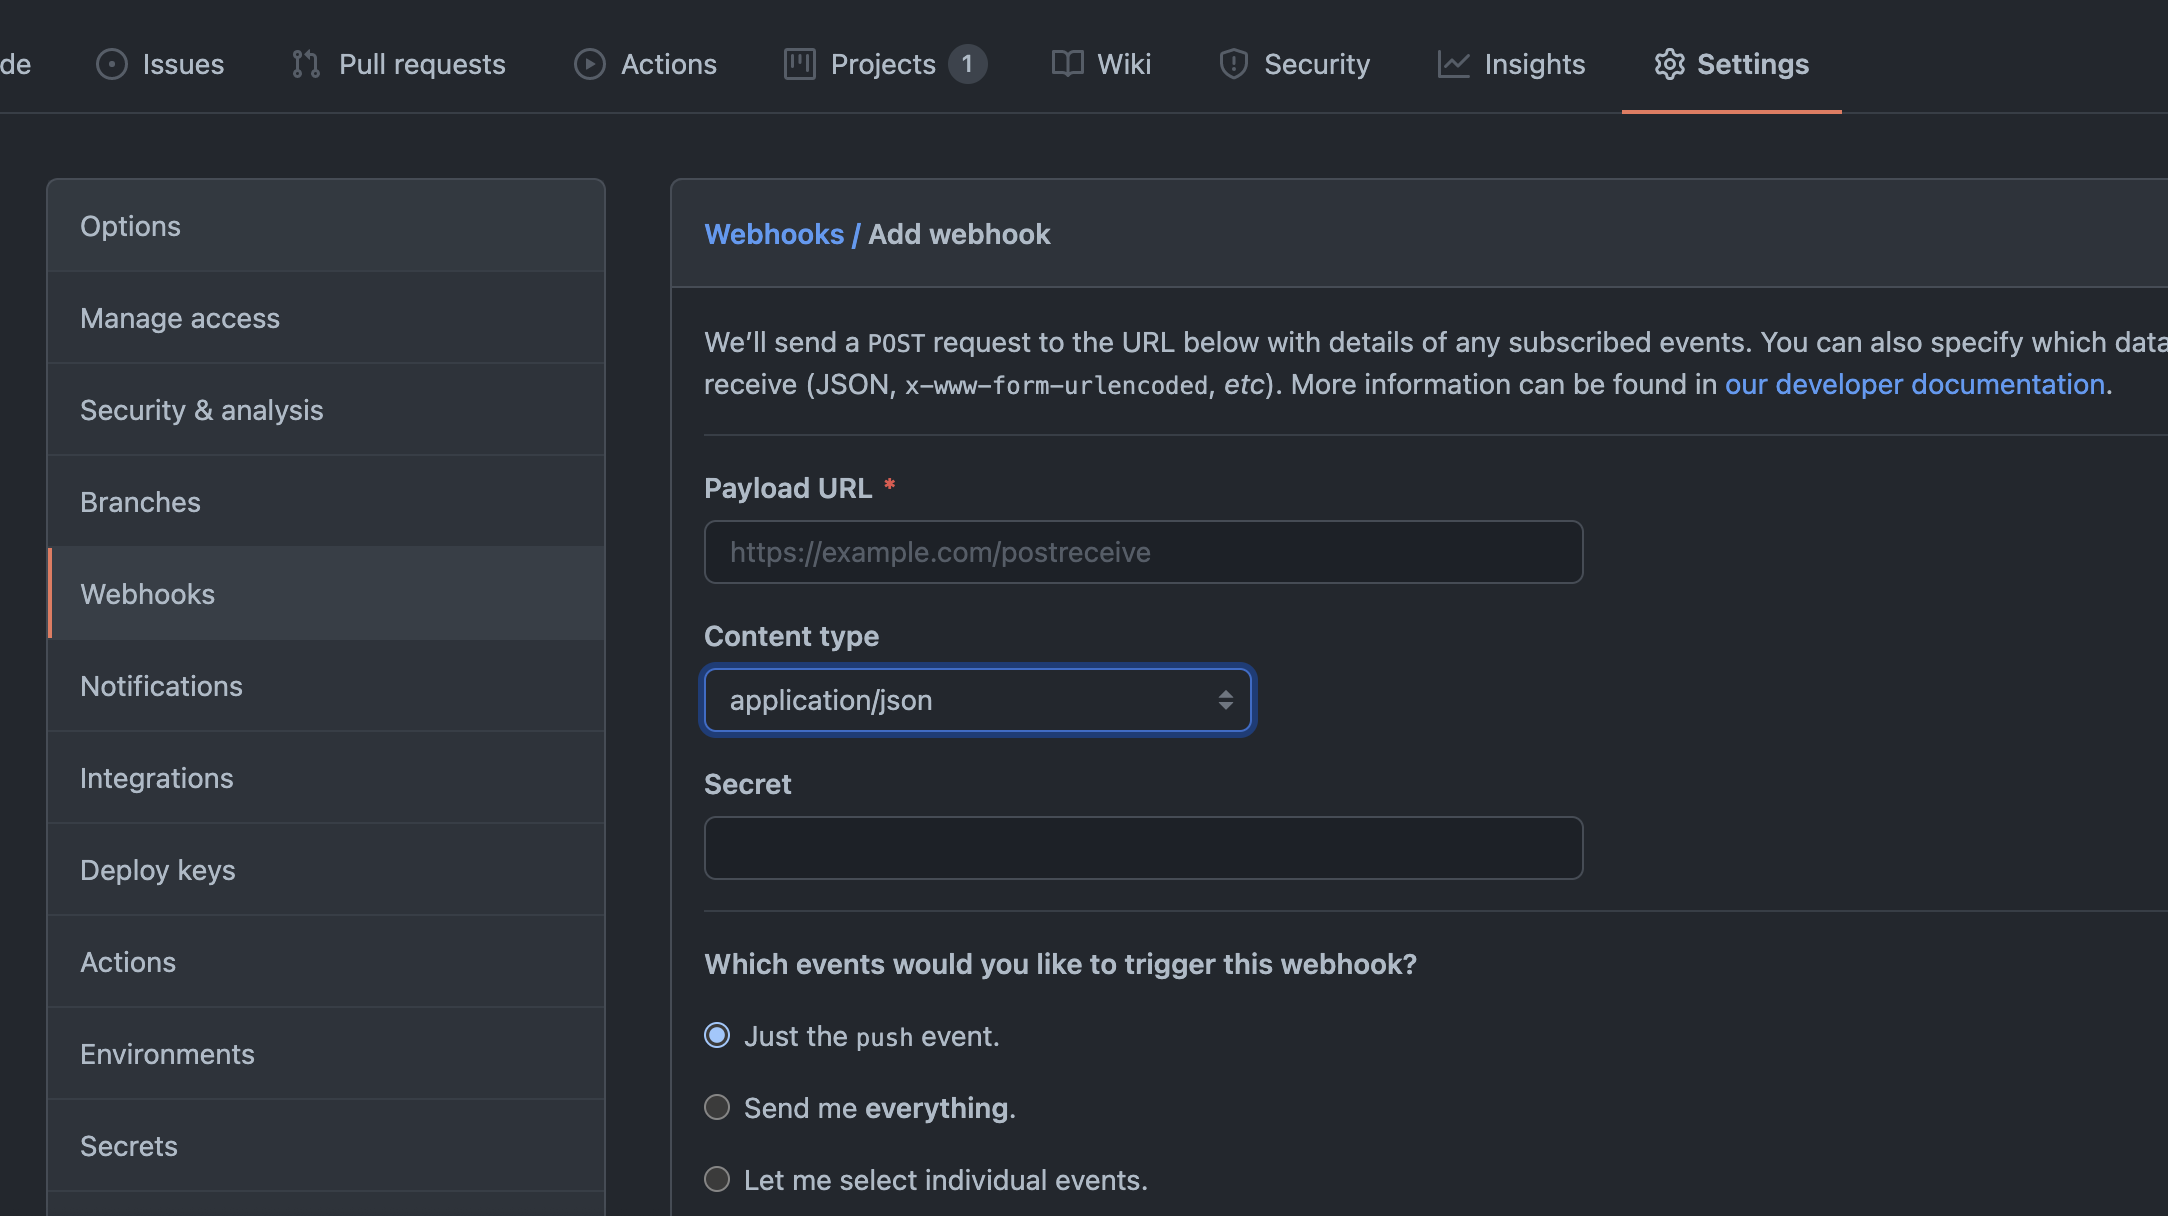 de Issues Pull requests Actions Projects 1 Wiki Security Insights Settings
Options
Manage access
Security & analysis
Branches
Webhooks
Notifications
Integrations
Deploy keys
Actions
Environments
Secrets
Webhooks / Add webhook
We’ll send a POST request to the URL below with details of any subscribed events. You can also specify which data
receive (JSON, x-www-form-urlencoded, etc). More information can be found in our developer documentation.
Payload URL *
https://example.com/postreceive
Content type
application/json
Secret
Which events would you like to trigger this webhook?
Just the push event.
Send me everything.
Let me select individual events.